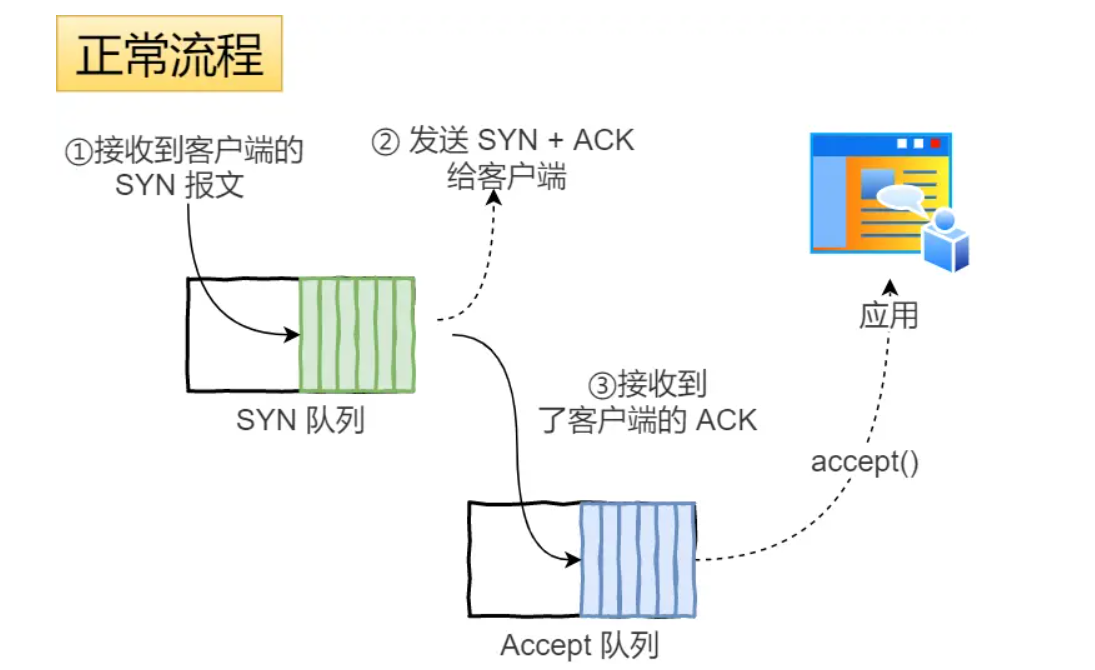 正常流程
①接收到客户端的
SYN 报文
② 发送 SYN + ACK
给客户端
应用
③接收到
了客户端的 ACK
SYN 队列
accept()
Accept 队列